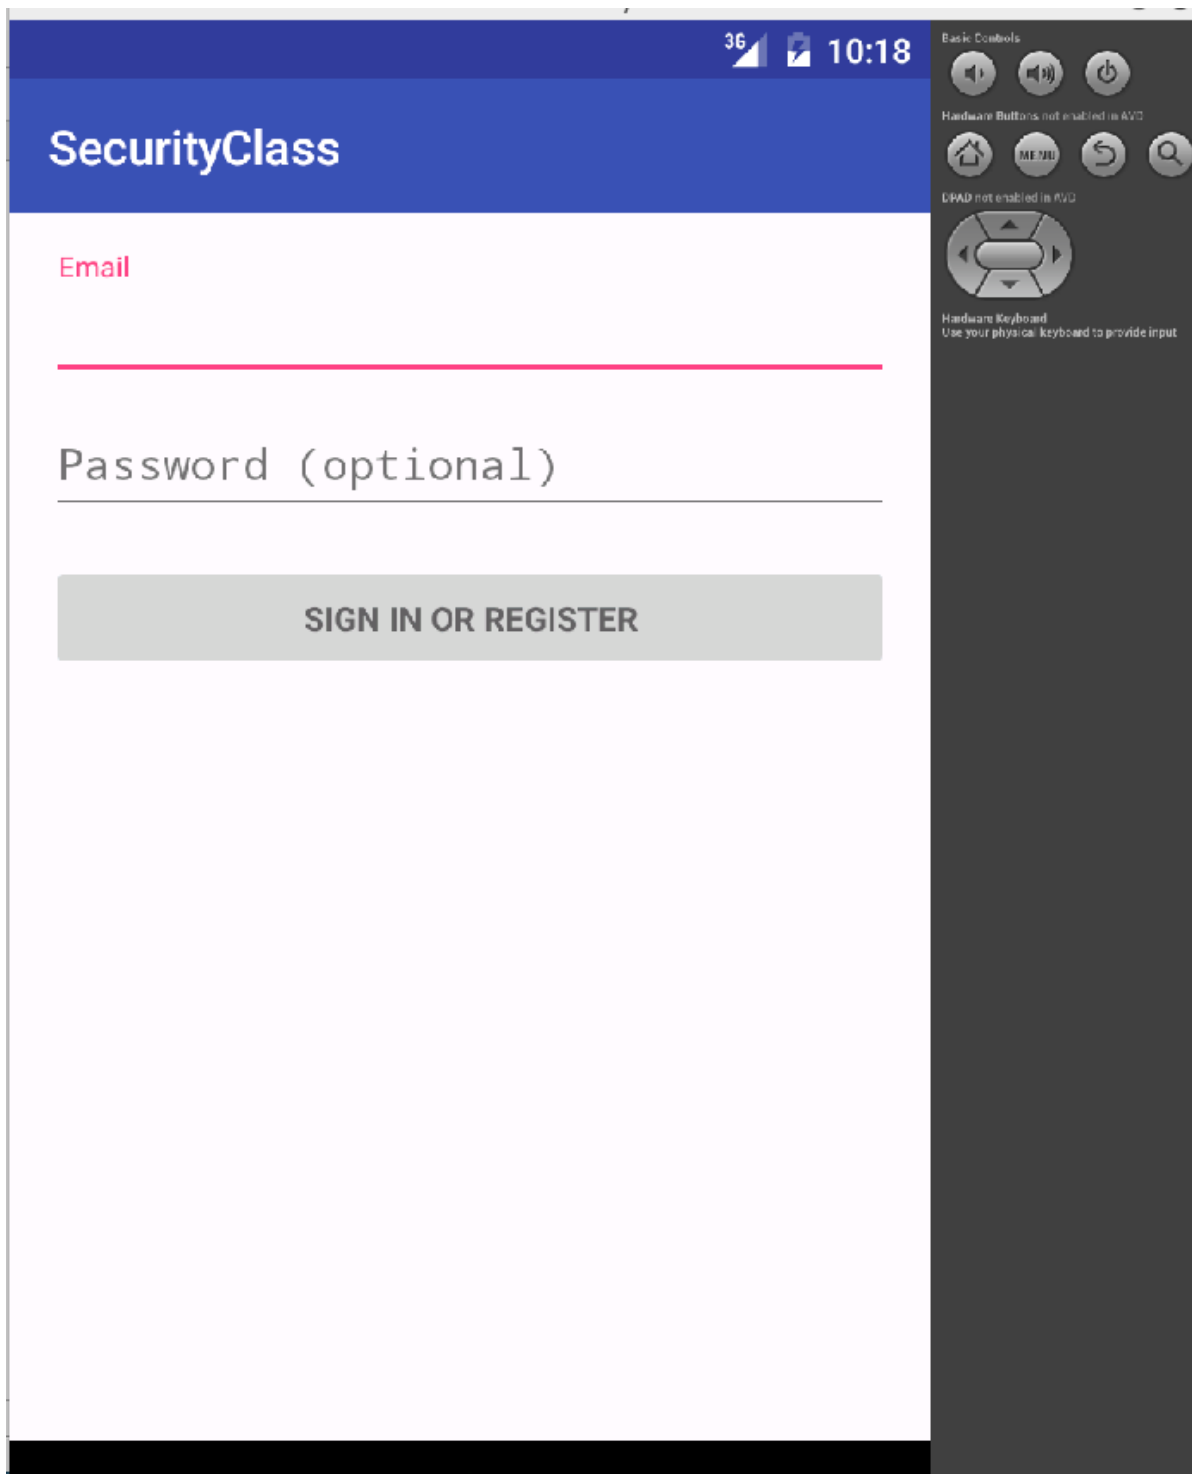 3G 10:18
SecurityClass
Email
Password (optional)
SIGN IN OR REGISTER
Basic Controls
Hardware Buttons not enabled in AVD
MENU
DPAD not enabled in AVD
Hardware Keyboard
Use your physical keyboard to provide input